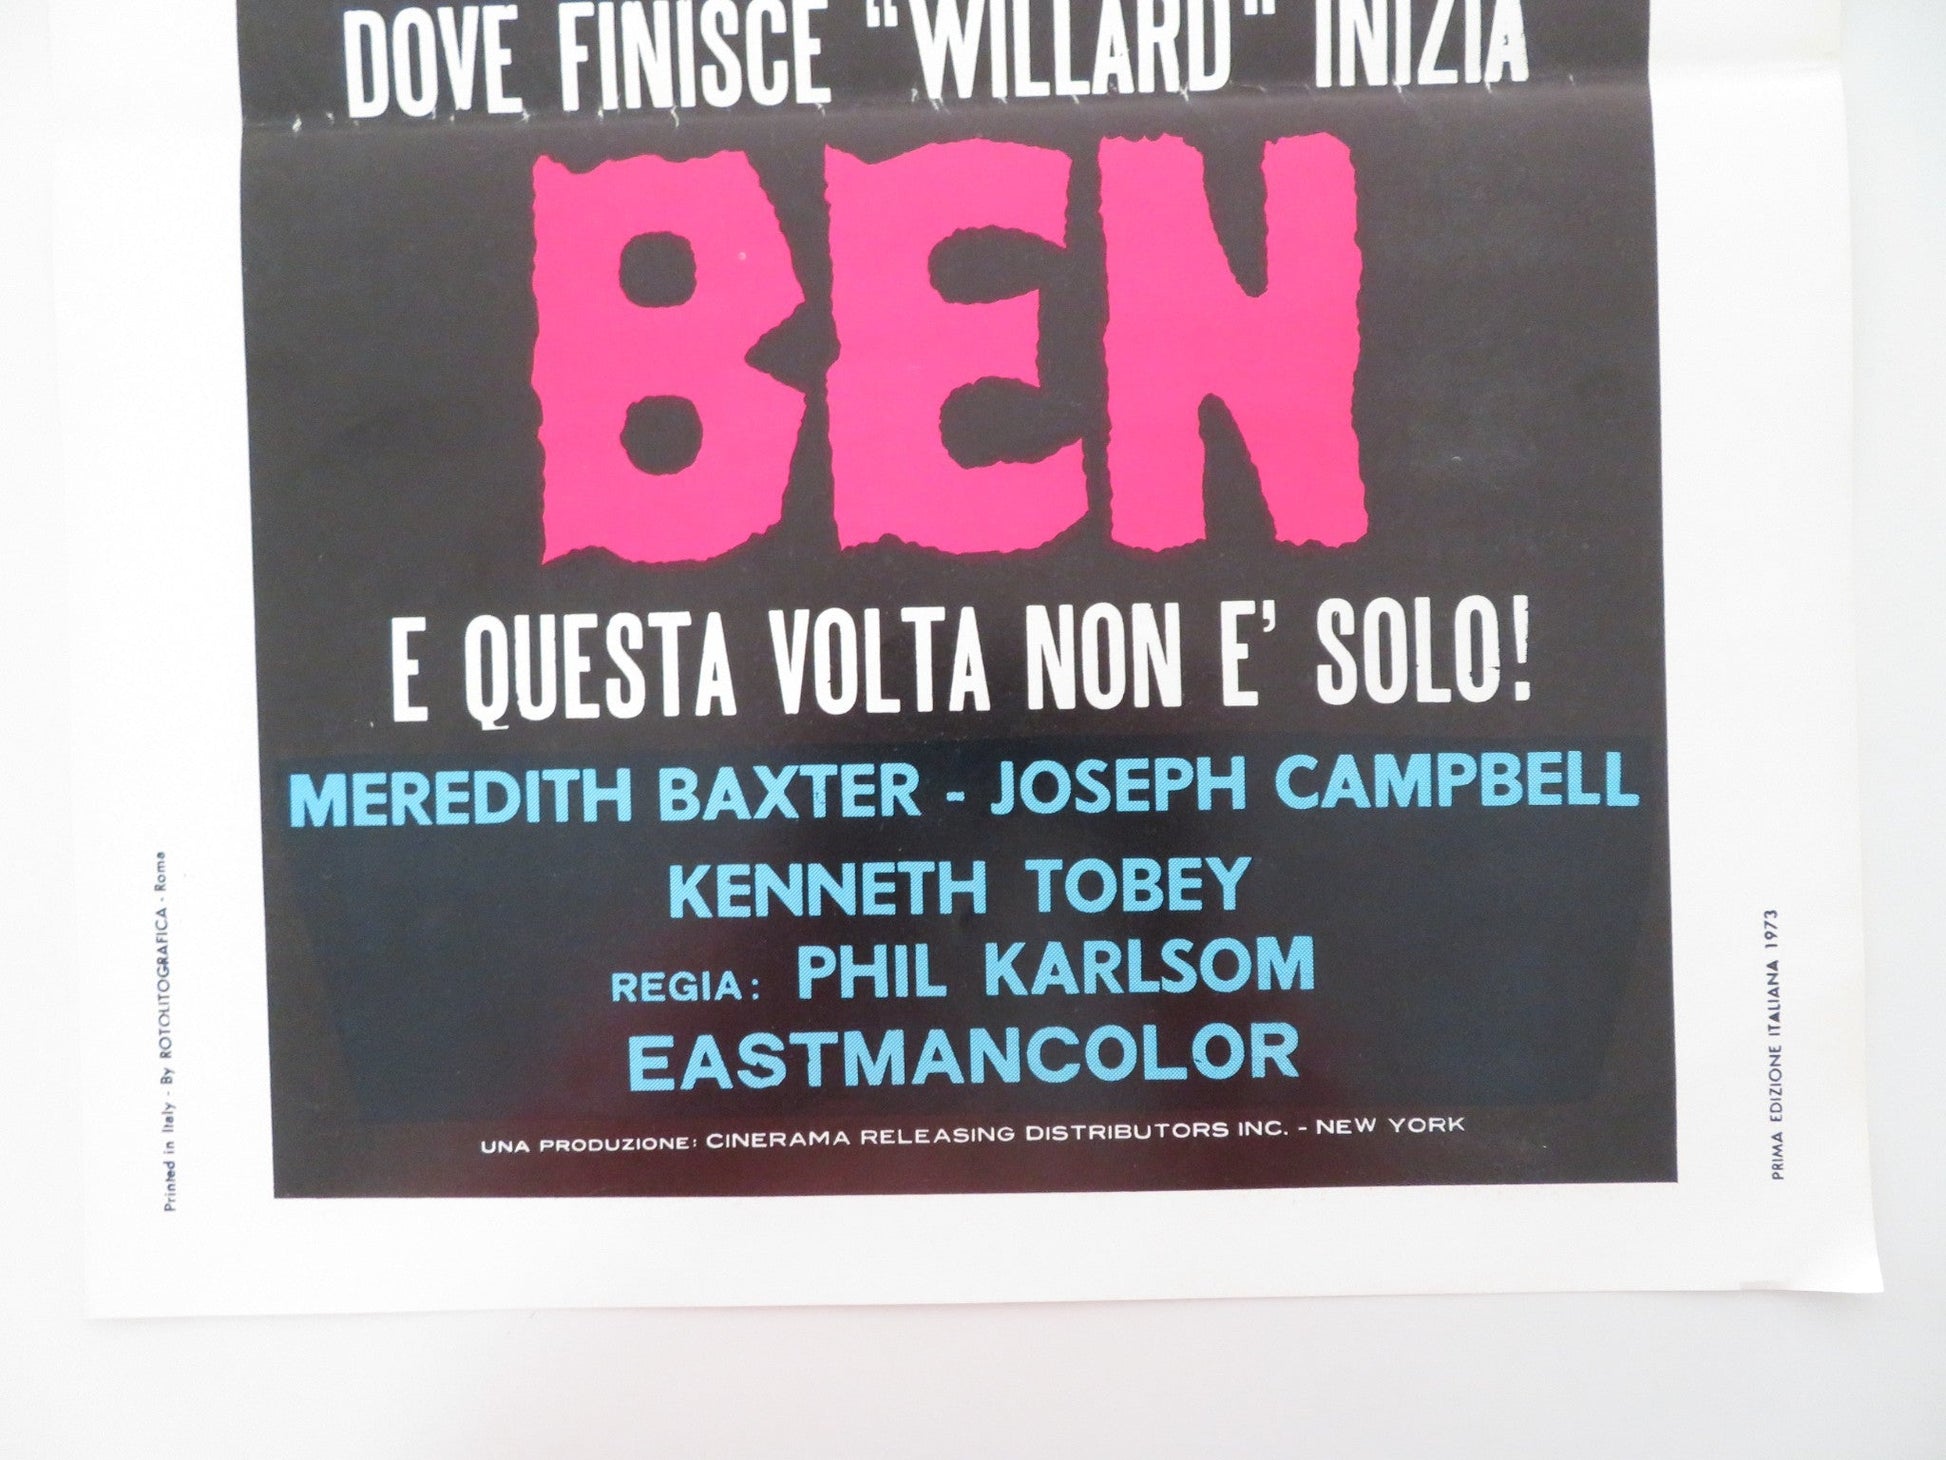 DOVE FINISCE "WILLARD" INIZIA
BEN
E QUESTA VOLTA NON E' SOLO!
MEREDITH BAXTER - JOSEPH CAMPBELL
KENNETH TOBEY
REGIA: PHIL KARLSOM
EASTMANCOLOR
UNA PRODUZIONE: CINERAMA RELEASING DISTRIBUTORS INC. - NEW YORK
Printed in Italy - By ROTOLITOGRAFICA - Roma
PRIMA EDIZIONE ITALIANA 1973